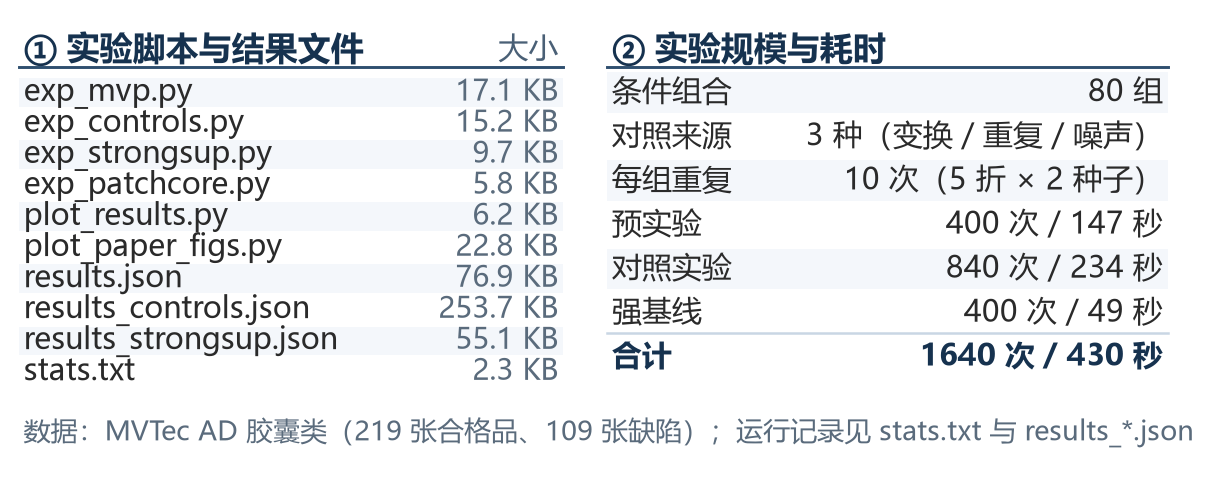 ① 实验脚本与结果文件 大小
exp_mvp.py 17.1 KB
exp_controls.py 15.2 KB
exp_strongsup.py 9.7 KB
exp_patchcore.py 5.8 KB
plot_results.py 6.2 KB
plot_paper_figs.py 22.8 KB
results.json 76.9 KB
results_controls.json 253.7 KB
results_strongsup.json 55.1 KB
stats.txt 2.3 KB
② 实验规模与耗时
条件组合 80 组
对照来源 3 种（变换 / 重复 / 噪声）
每组重复 10 次（5 折 × 2 种子）
预实验 400 次 / 147 秒
对照实验 840 次 / 234 秒
强基线 400 次 / 49 秒
合计 1640 次 / 430 秒
数据：MVTec AD 胶囊类（219 张合格品、109 张缺陷）；运行记录见 stats.txt 与 results_*.json